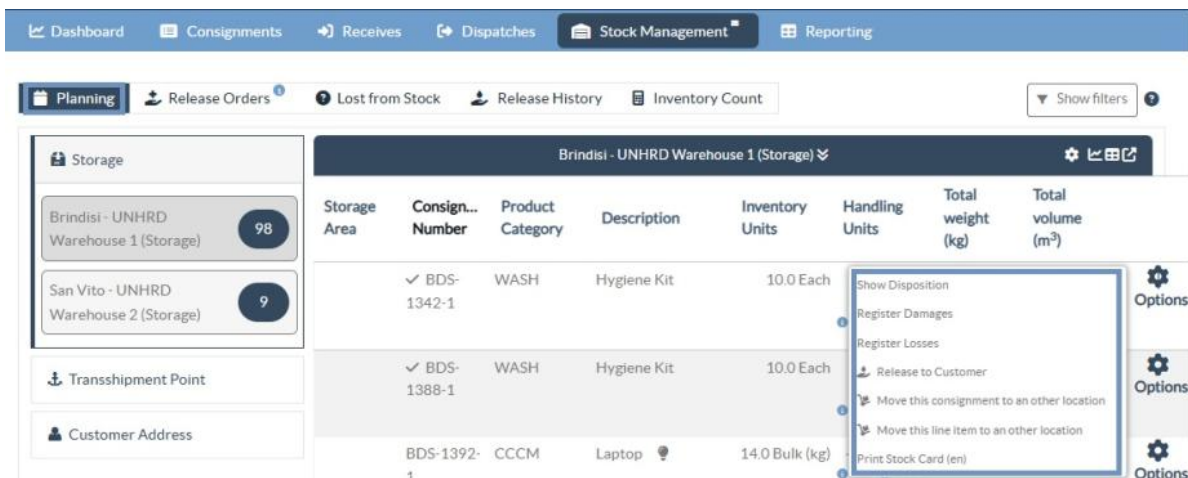 Dashboard Consignments Receives Dispatches Stock Management Reporting
Planning Release Orders Lost from Stock Release History Inventory Count Show filters
Storage
Brindisi - UNHRD
Warehouse 1 (Storage)
98
San Vito - UNHRD
Warehouse 2 (Storage)
9
Transshipment Point
Customer Address
Brindisi - UNHRD Warehouse 1 (Storage)
Storage Area Consign... Number Product Category Description Inventory Units Handling Units Total weight (kg) Total volume (m³)
BDS-1342-1 WASH Hygiene Kit 10.0 Each Options
BDS-1388-1 WASH Hygiene Kit 10.0 Each Options
BDS-1392-1 CCCM Laptop 14.0 Bulk (kg) Options
Show Disposition
Register Damages
Register Losses
Release to Customer
Move this consignment to an other location
Move this line item to an other location
Print Stock Card (en)